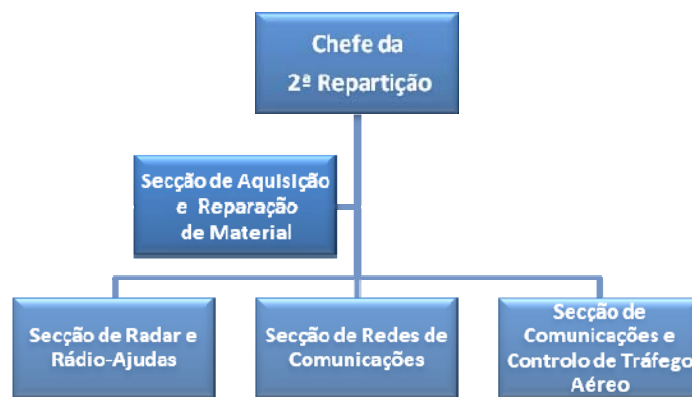 Chefe da
2ª Repartição
Secção de Aquisição
e Reparação
de Material
Secção de Radar e
Rádio-Ajudas
Secção de Redes de
Comunicações
Secção de
Comunicações e
Controlo de Tráfego
Aéreo